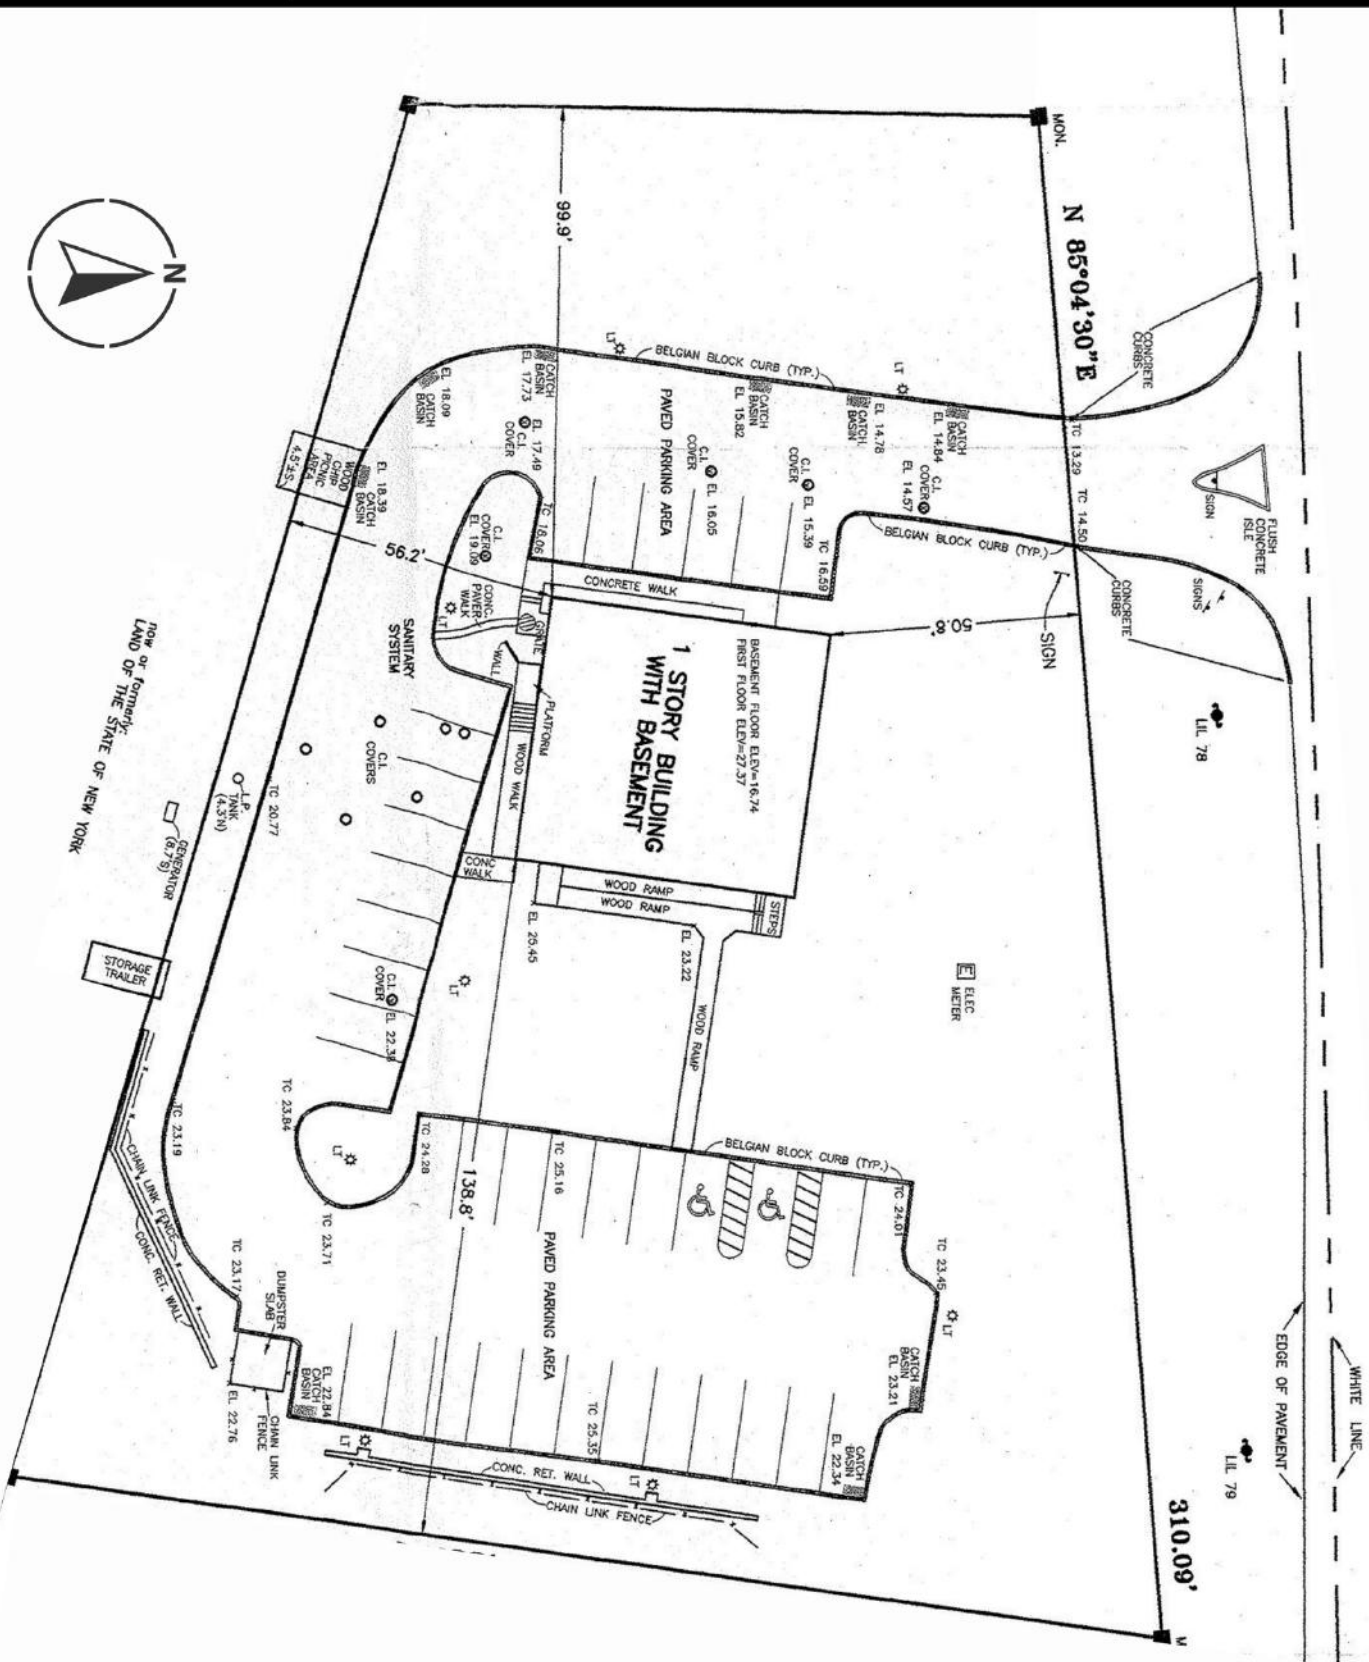 MON.
N 85°04'30"E
310.09'
M
WHITE LINE
EDGE OF PAVEMENT
LIL 78
LIL 79
CONCRETE
CURBS
FLUSH
CONCRETE
ISLE
SIGN
SIGNS
CONCRETE
CURBS
SIGN
TC 13.29
TC 14.50
99.9'
50.8'
56.2'
138.8'
N
LT
BELGIAN BLOCK CURB (TYP.)
LT
CATCH
BASIN
EL 14.84
C.I.
COVER
EL 14.57
EL 14.78
CATCH
BASIN
BELGIAN BLOCK CURB (TYP.)
CATCH
BASIN
EL 15.82
C.I.
COVER
EL 15.39
TC 16.59
PAVED PARKING AREA
C.I.
COVER
EL 16.05
CATCH
BASIN
EL 17.73
EL 17.49
C.I.
COVER
EL 18.09
CATCH
BASIN
TC 18.06
EL 18.39
CATCH
BASIN
WOOD
CHIP
PICNIC
AREA
4.5'±S.
C.I.
COVER
EL 19.09
CONC.
PAVER
WALK
LT
GRATE
WALL
CONCRETE WALK
BASEMENT FLOOR ELEV=16.74
FIRST FLOOR ELEV=27.37
1 STORY BUILDING
WITH BASEMENT
PLATFORM
WOOD WALK
SANITARY
SYSTEM
C.I.
COVERS
CONC
WALK
WOOD RAMP
WOOD RAMP
STEPS
EL 25.45
EL 23.22
WOOD RAMP
E
ELEC
METER
now or formerly:
LAND OF THE STATE OF NEW YORK
L.P.
TANK
(4.3'N)
TC 20.77
GENERATOR
(8.7'S)
STORAGE
TRAILER
C.I.
COVER
EL 22.38
LT
TC 23.84
LT
TC 23.19
CHAIN LINK FENCE
CONC. RET. WALL
TC 23.71
TC 24.28
TC 25.16
BELGIAN BLOCK CURB (TYP.)
TC 24.01
TC 23.45
LT
TC 23.17
DUMPSTER
SLAB
EL 22.84
CATCH
BASIN
EL 22.76
CHAIN LINK
FENCE
PAVED PARKING AREA
TC 25.35
CATCH
BASIN
EL 23.21
CATCH
BASIN
EL 22.34
LT
CONC. RET. WALL
LT
CHAIN LINK FENCE